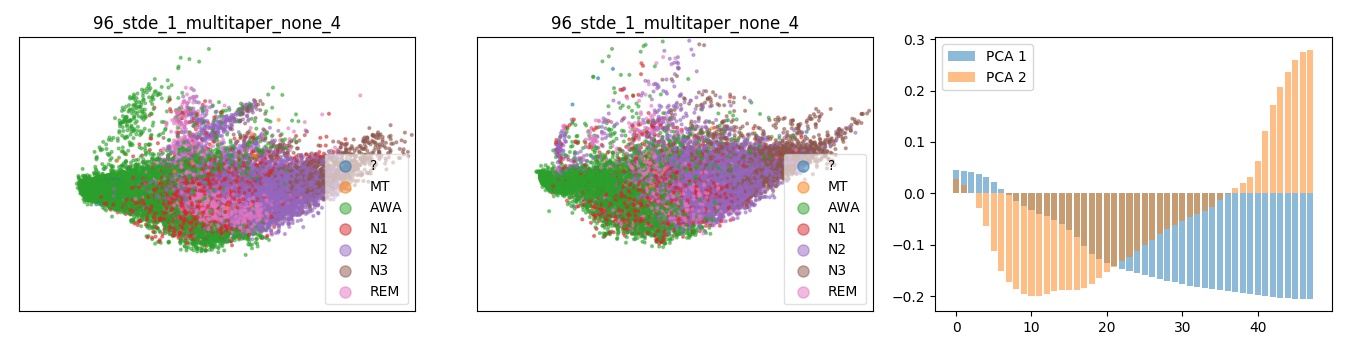 96_stde_1_multitaper_none_4
?
MT
AWA
N1
N2
N3
REM
96_stde_1_multitaper_none_4
?
MT
AWA
N1
N2
N3
REM
PCA 1
PCA 2
0.3
0.2
0.1
0.0
−0.1
−0.2
0
10
20
30
40